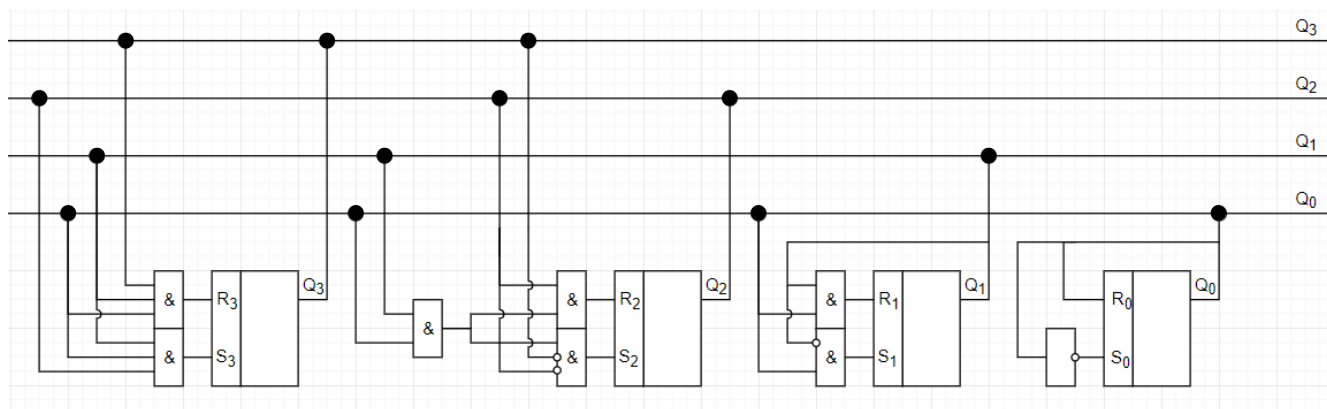 Q₃
Q₂
Q₁
Q₀
& R₃ Q₃
& S₃
&
& R₂ Q₂
& S₂
& R₁ Q₁
& S₁
R₀ Q₀
S₀